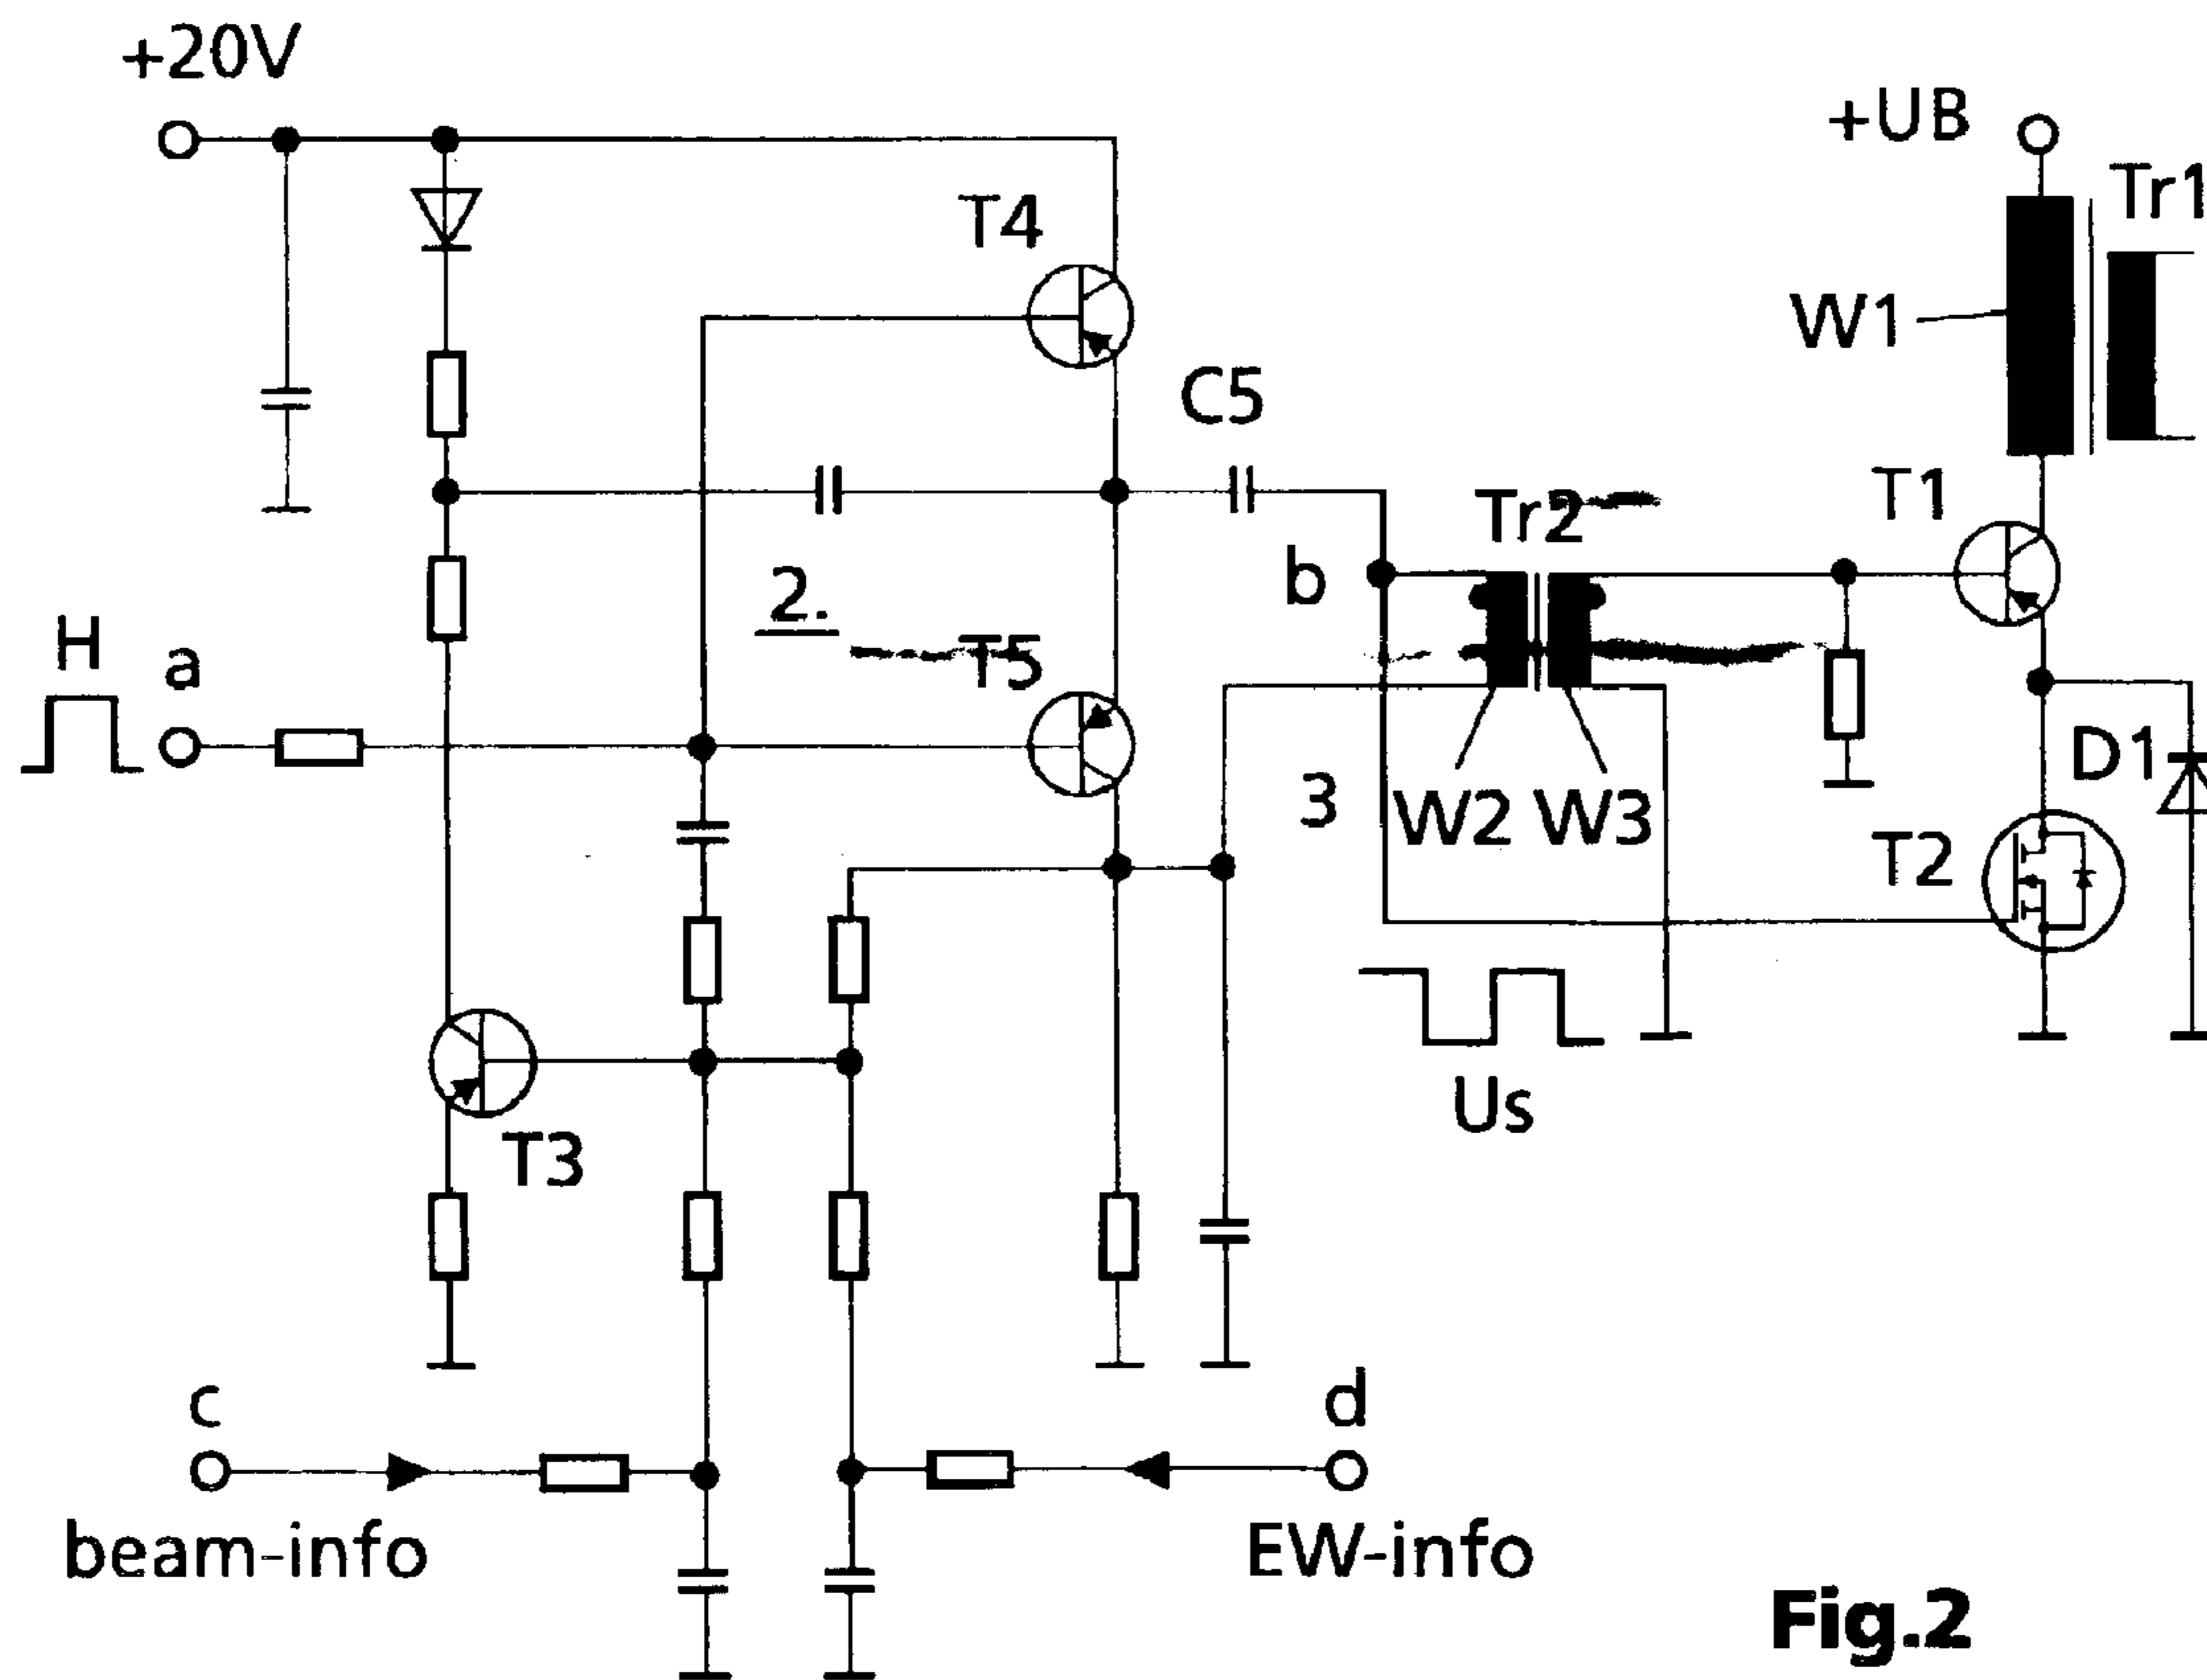 +20V
+UB
Tr1
T4
W1
C5
T1
Tr2
b
2.
H
a
T5
D1
3
W2
W3
T2
Us
T3
c
d
beam-info
EW-info
Fig.2